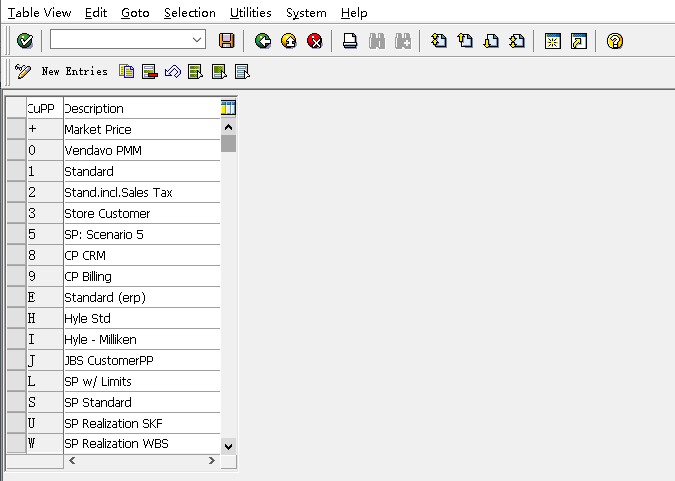 Table View Edit Goto Selection Utilities System Help
New Entries
CuPP Description
+ Market Price
0 Vendavo PMM
1 Standard
2 Stand.incl.Sales Tax
3 Store Customer
5 SP: Scenario 5
8 CP CRM
9 CP Billing
E Standard (erp)
H Hyle Std
I Hyle - Milliken
J JBS CustomerPP
L SP w/ Limits
S SP Standard
U SP Realization SKF
W SP Realization WBS